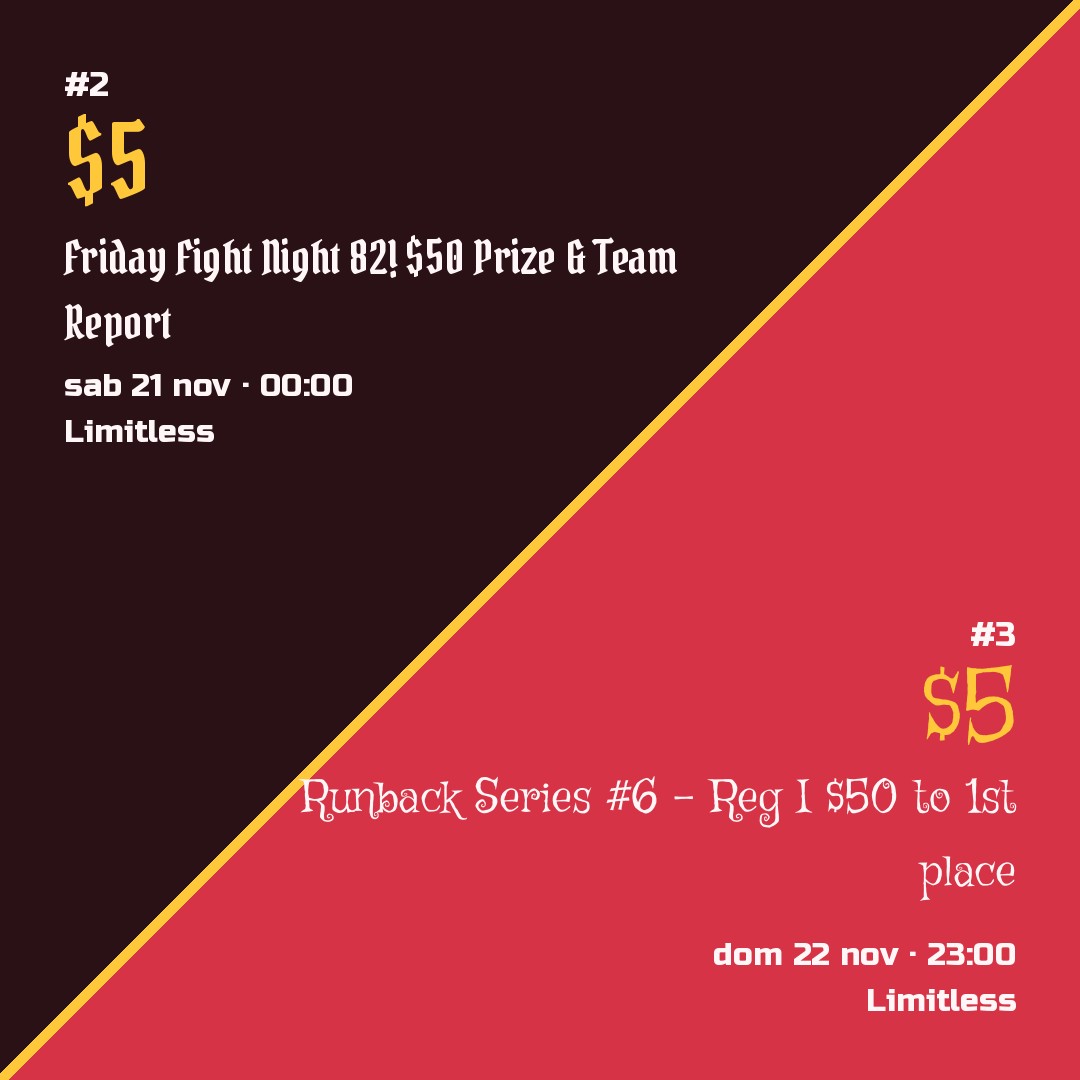 #2
$5
Friday Fight Night 82! $50 Prize & Team
Report
sab 21 nov · 00:00
Limitless
#3
$5
Runback Series #6 – Reg I $50 to 1st
place
dom 22 nov · 23:00
Limitless